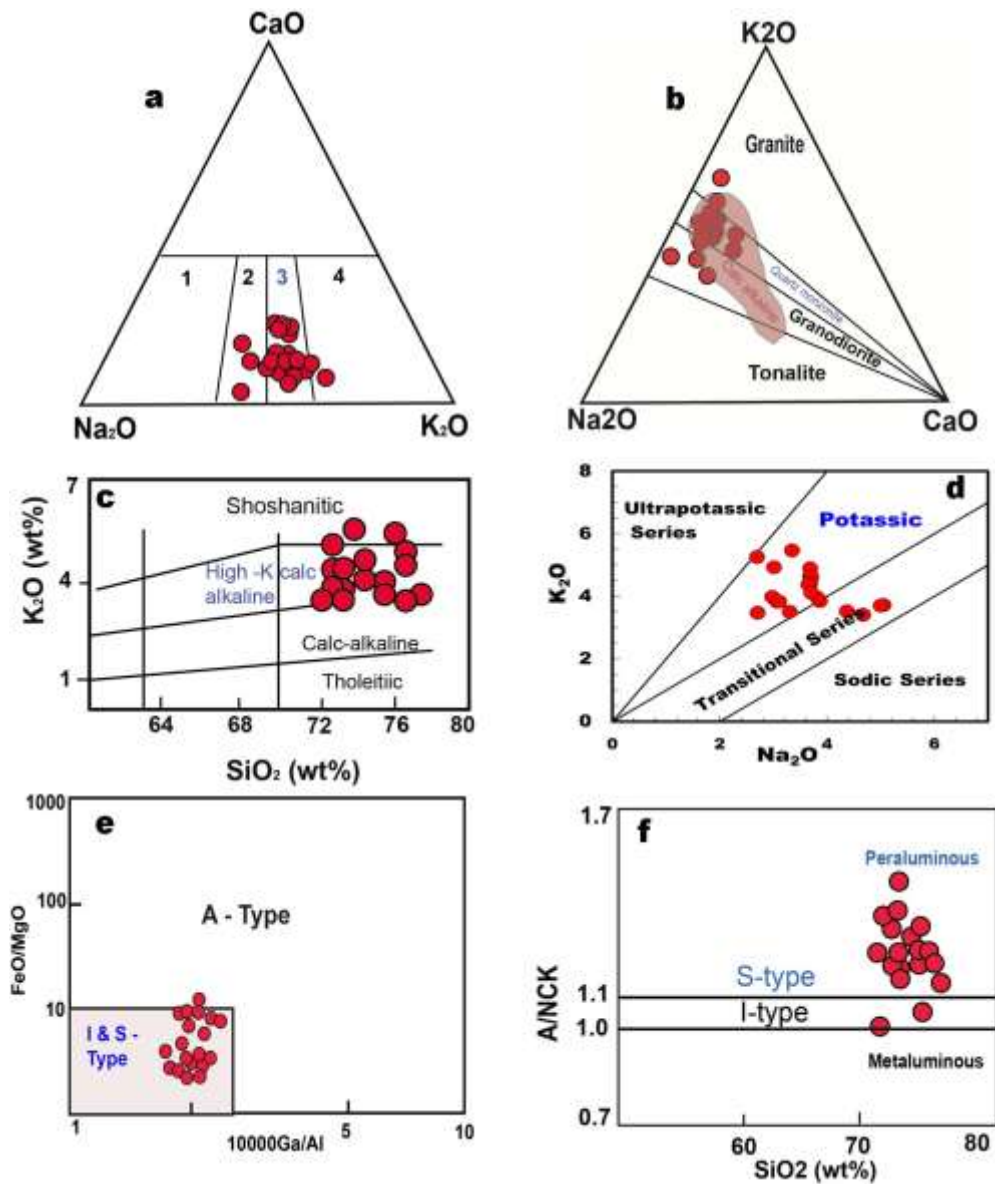 CaO
a
1
2
3
4
Na₂O
K₂O
K2O
b
Granite
Quartz monzonite
Calc alkaline
Granodiorite
Tonalite
Na2O
CaO
7
c
Shoshanitic
K₂O (wt%)
4
High -K calc
alkaline
Calc-alkaline
Tholeitiic
1
64
68
72
76
80
SiO₂ (wt%)
8
d
Ultrapotassic
Series
Potassic
6
K₂O
4
Transitional Series
2
Sodic Series
0
0
2
4
6
Na₂O
1000
e
100
A - Type
FeO/MgO
10
I & S -
Type
1
5
10
10000Ga/Al
1.7
f
Peraluminous
A/NCK
S-type
1.1
I-type
1.0
Metaluminous
0.7
60
70
80
SiO2 (wt%)